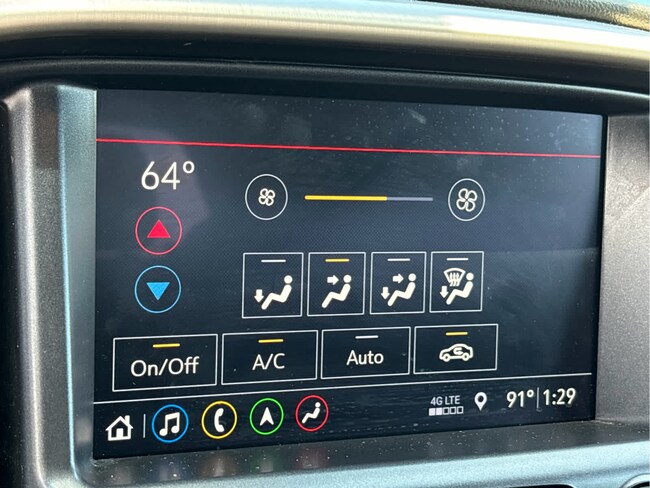 64°
On/Off
A/C
Auto
4G LTE
91° 1:29